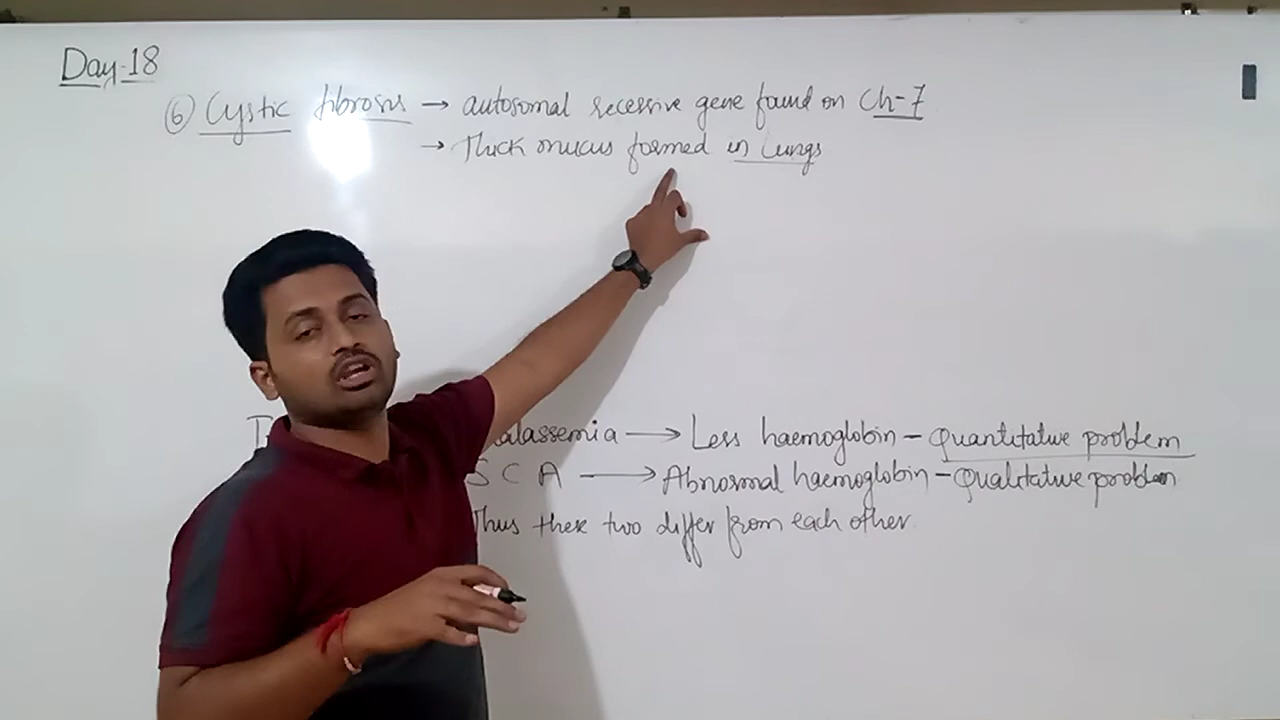 Day-18
⑥ Cystic fibrosis → autosomal recessive gene found on Ch-7
→ Thick mucus formed in Lungs
alassemia → Less haemoglobin - Quantitative problem
S C A → Abnormal haemoglobin - Qualitative problem
Thus these two differ from each other.